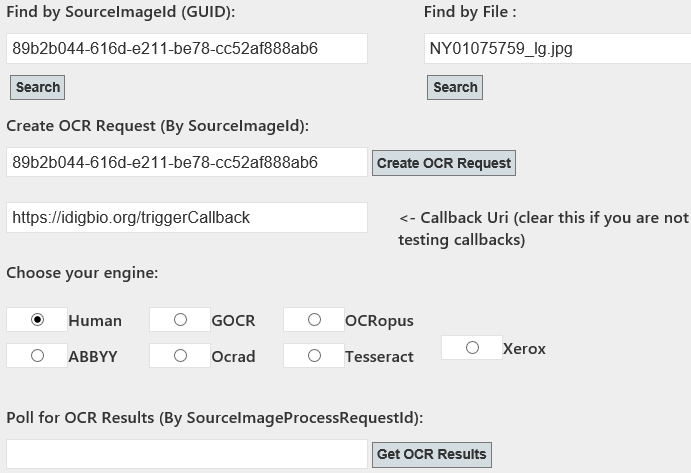 Find by SourceImageId (GUID): Find by File :
89b2b044-616d-e211-be78-cc52af888ab6 NY01075759_lg.jpg
Search Search
Create OCR Request (By SourceImageId):
89b2b044-616d-e211-be78-cc52af888ab6 Create OCR Request
https://idigbio.org/triggerCallback <- Callback Uri (clear this if you are not
testing callbacks)
Choose your engine:
Human GOCR OCRopus
ABBYY Ocrad Tesseract Xerox
Poll for OCR Results (By SourceImageProcessRequestId):
Get OCR Results